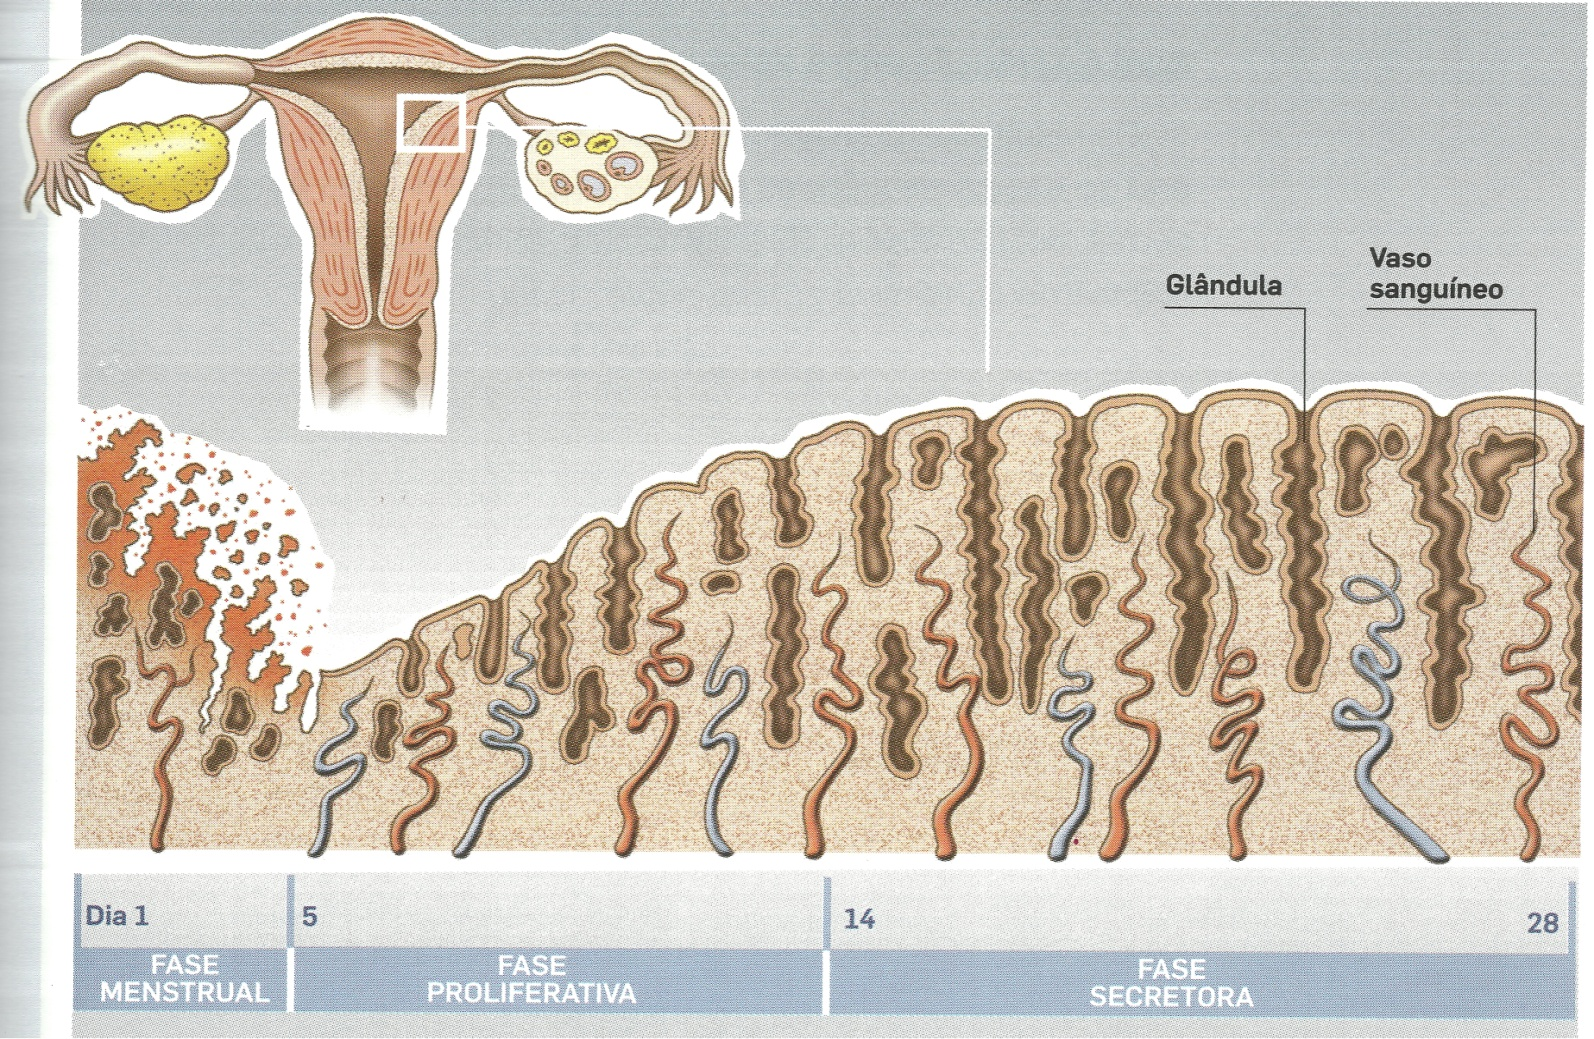 Glândula
Vaso
sanguíneo
Dia 1
5
14
28
FASE
MENSTRUAL
FASE
PROLIFERATIVA
FASE
SECRETORA